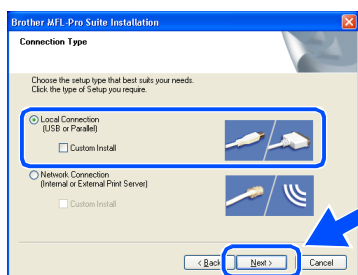 Brother MFL-Pro Suite Installation
Connection Type
Choose the setup type that best suits your needs.
Click the type of Setup you require.
Local Connection
(USB or Parallel)
Custom Install
Network Connection
(Internal or External Print Server)
Custom Install
< Back
Next >
Cancel